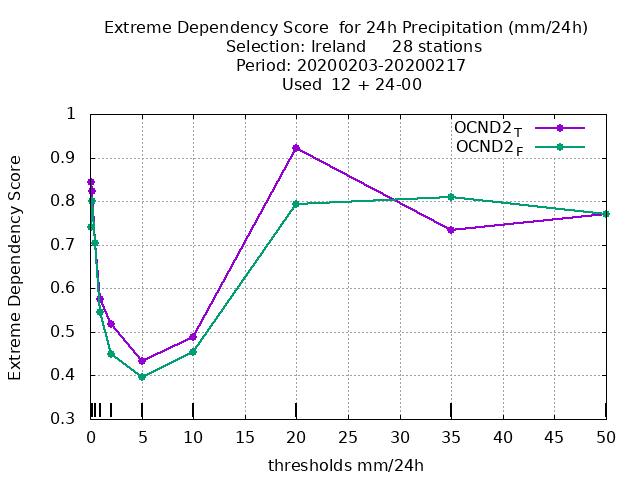 Extreme Dependency Score  for 24h Precipitation (mm/24h)
Selection: Ireland     28 stations
Period: 20200203-20200217
Used  12 + 24-00
OCND2T
OCND2F
Extreme Dependency Score
1
0.9
0.8
0.7
0.6
0.5
0.4
0.3
0 5 10 15 20 25 30 35 40 45 50
thresholds mm/24h